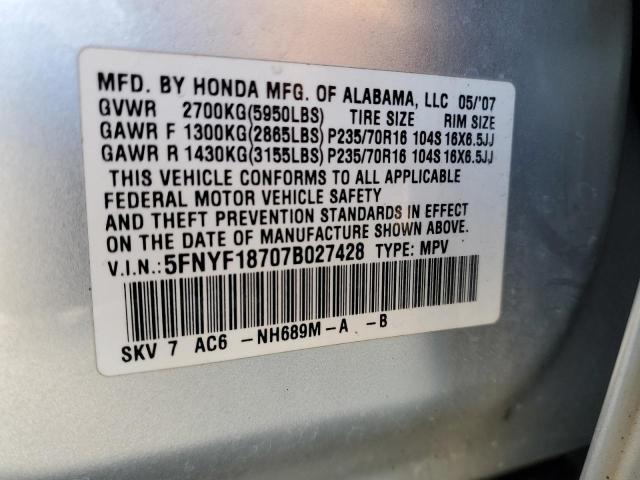 MFD. BY HONDA MFG. OF ALABAMA, LLC 05/'07
GVWR 2700KG(5950LBS) TIRE SIZE RIM SIZE
GAWR F 1300KG(2865LBS) P235/70R16 104S 16X6.5JJ
GAWR R 1430KG(3155LBS) P235/70R16 104S 16X6.5JJ
THIS VEHICLE CONFORMS TO ALL APPLICABLE
FEDERAL MOTOR VEHICLE SAFETY
AND THEFT PREVENTION STANDARDS IN EFFECT
ON THE DATE OF MANUFACTURE SHOWN ABOVE.
V.I.N.: 5FNYF18707B027428 TYPE: MPV
SKV 7 AC6 -NH689M-A -B